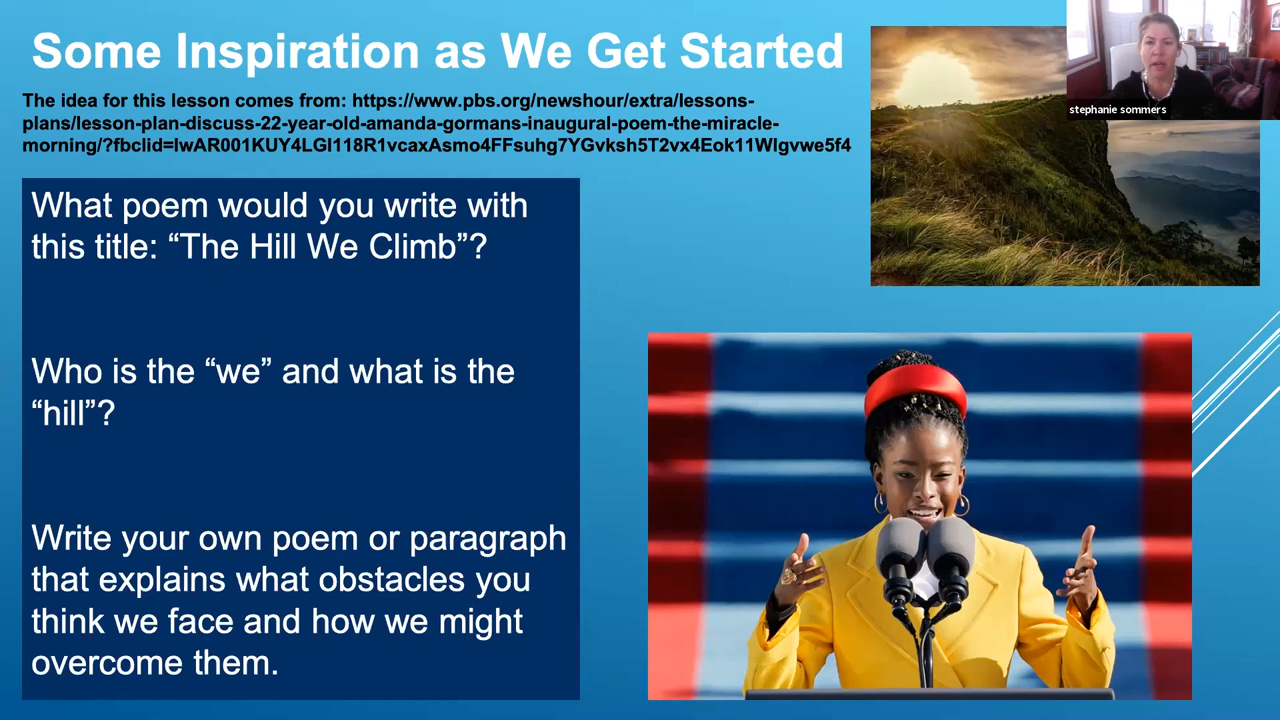 Some Inspiration as We Get Started
The idea for this lesson comes from: https://www.pbs.org/newshour/extra/lessons-
plans/lesson-plan-discuss-22-year-old-amanda-gormans-inaugural-poem-the-miracle-
morning/?fbclid=IwAR001KUY4LGI118R1vcaxAsmo4FFsuhg7YGvksh5T2vx4Eok11WIgvwe5f4
What poem would you write with
this title: “The Hill We Climb”?
Who is the “we” and what is the
“hill”?
Write your own poem or paragraph
that explains what obstacles you
think we face and how we might
overcome them.
stephanie sommers